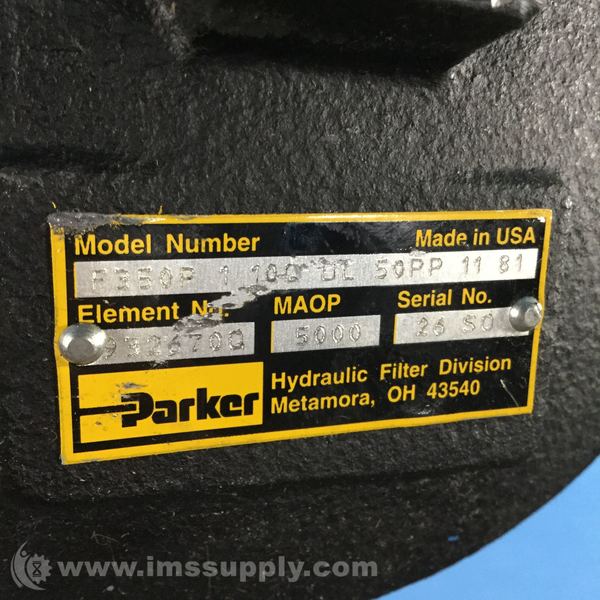 Model Number Made in USA
F350P 1 10Q DL 50PP 11 81
Element No. MAOP Serial No.
932670Q 5000 26 SO
Parker
Hydraulic Filter Division
Metamora, OH 43540
www.imssupply.com